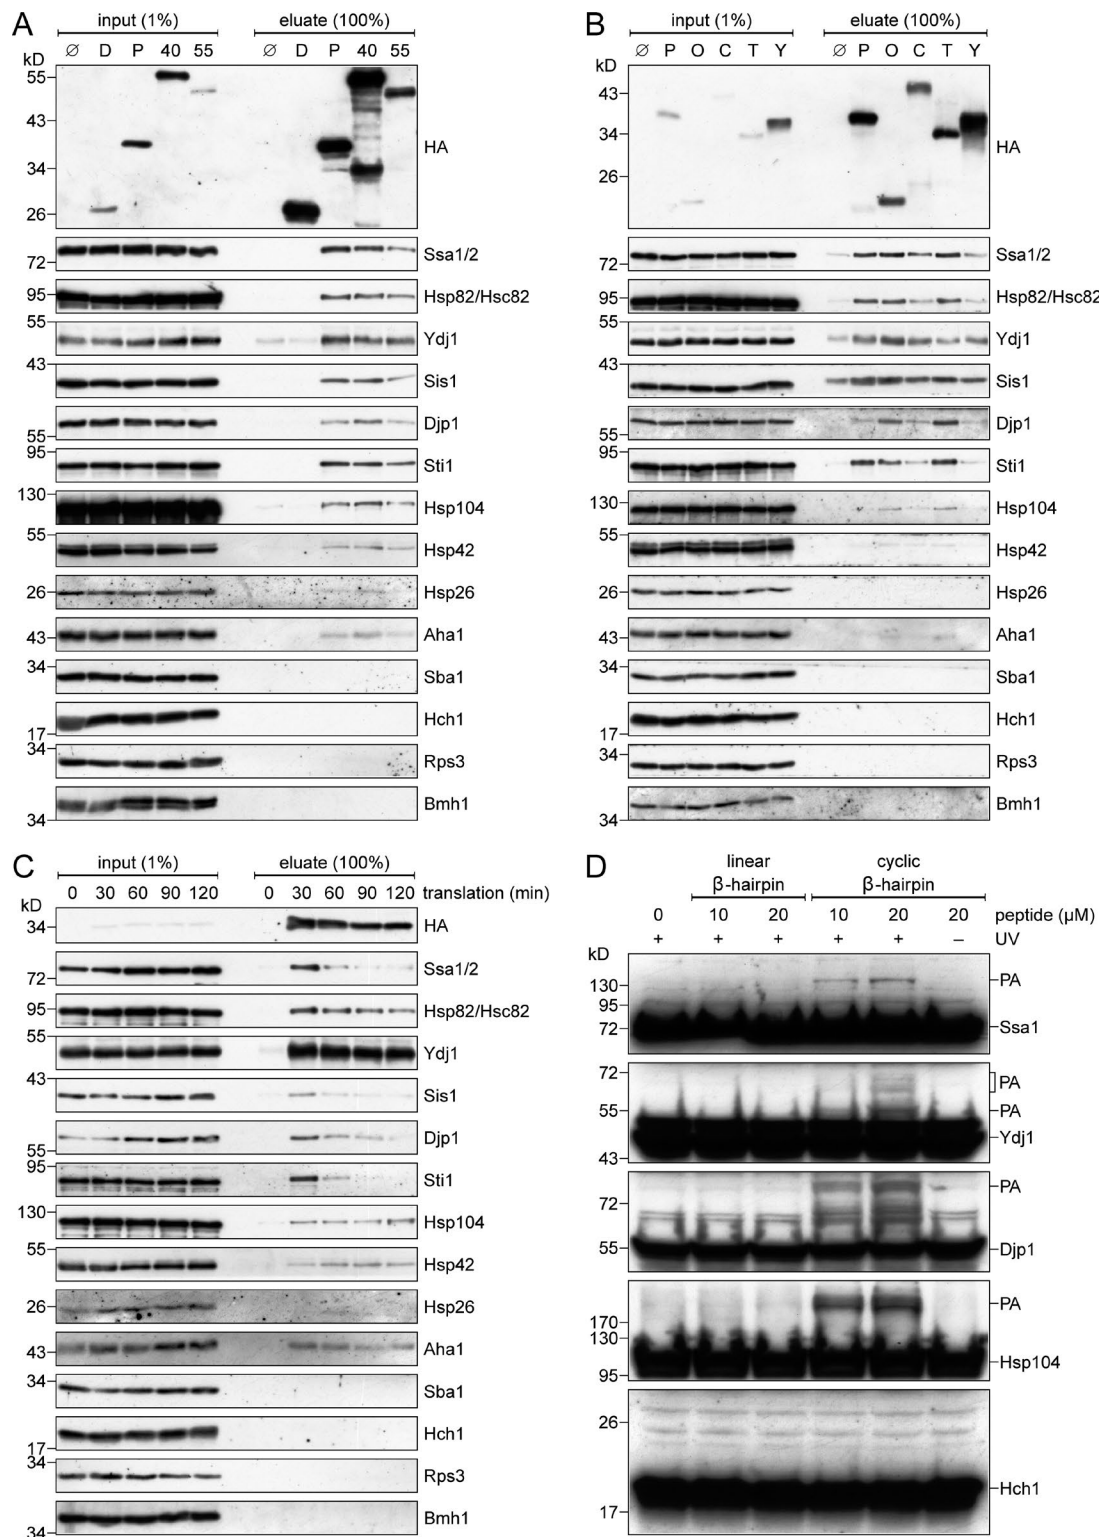 A
input (1%) eluate (100%)
∅ D P 40 55 ∅ D P 40 55
kD
55
43
34
26
HA
72
Ssa1/2
95
Hsp82/Hsc82
55
Ydj1
43
Sis1
55
Djp1
95
Sti1
130
Hsp104
55
Hsp42
26
Hsp26
43
Aha1
34
Sba1
17
Hch1
34
Rps3
34
Bmh1
B
input (1%) eluate (100%)
∅ P O C T Y ∅ P O C T Y
kD
43
34
26
HA
72
Ssa1/2
95
Hsp82/Hsc82
55
Ydj1
43
Sis1
55
Djp1
95
Sti1
130
Hsp104
55
Hsp42
26
Hsp26
43
Aha1
34
Sba1
17
Hch1
34
Rps3
34
Bmh1
C
input (1%) eluate (100%)
0 30 60 90 120 0 30 60 90 120 translation (min)
kD
34
HA
72
Ssa1/2
95
Hsp82/Hsc82
55
Ydj1
43
Sis1
55
Djp1
95
Sti1
130
Hsp104
55
Hsp42
26
Hsp26
43
Aha1
34
Sba1
17
Hch1
34
Rps3
34
Bmh1
D
linear cyclic
β-hairpin β-hairpin
0 10 20 10 20 20 peptide (μM)
+ + + + + – UV
kD
130
95
72
PA
Ssa1
72
55
43
PA
PA
Ydj1
72
55
PA
Djp1
170
130
95
PA
Hsp104
26
17
Hch1